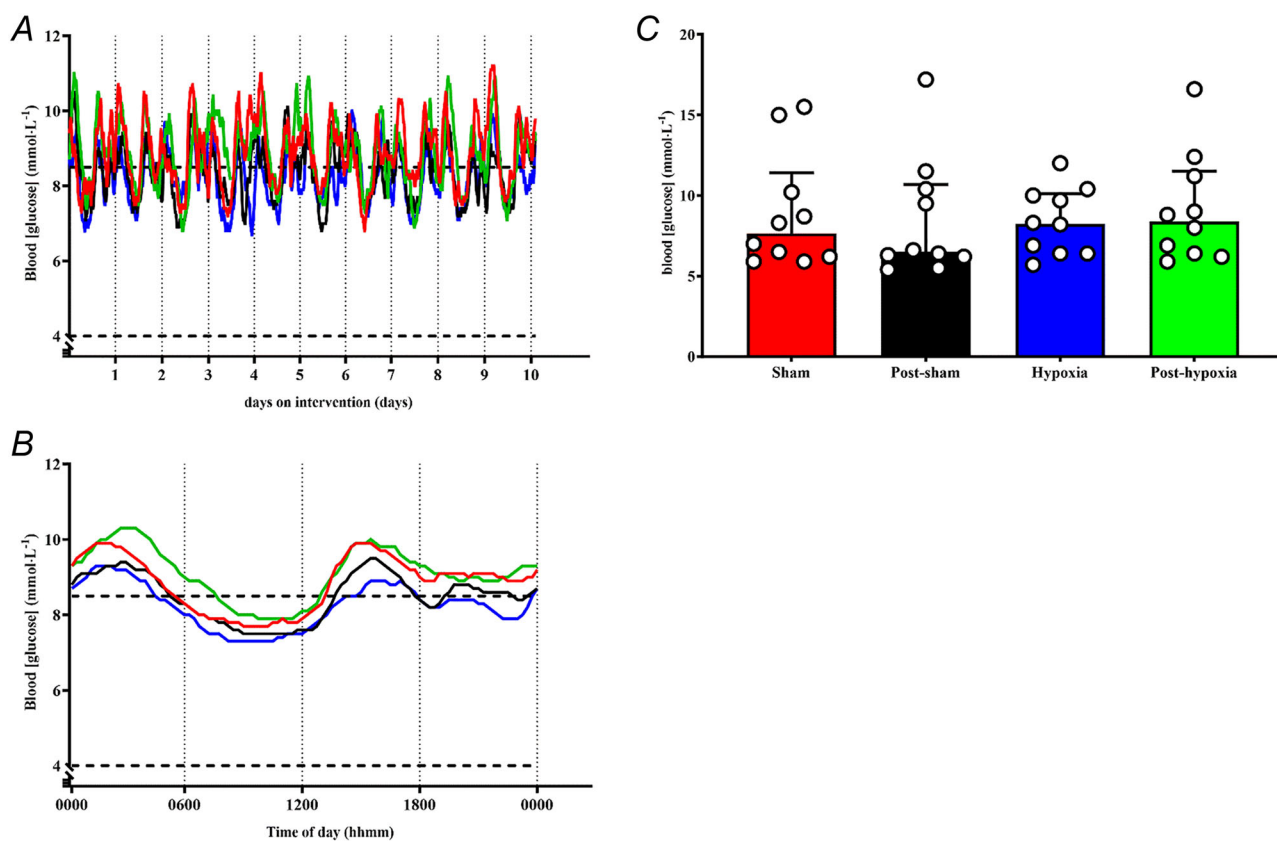 A
12
10
8
6
4
Blood [glucose] (mmol·L⁻¹)
1 2 3 4 5 6 7 8 9 10
days on intervention (days)
C
20
15
10
5
0
blood [glucose] (mmol·L⁻¹)
Sham Post-sham Hypoxia Post-hypoxia
B
12
10
8
6
4
Blood [glucose] (mmol·L⁻¹)
0000 0600 1200 1800 0000
Time of day (hhmm)